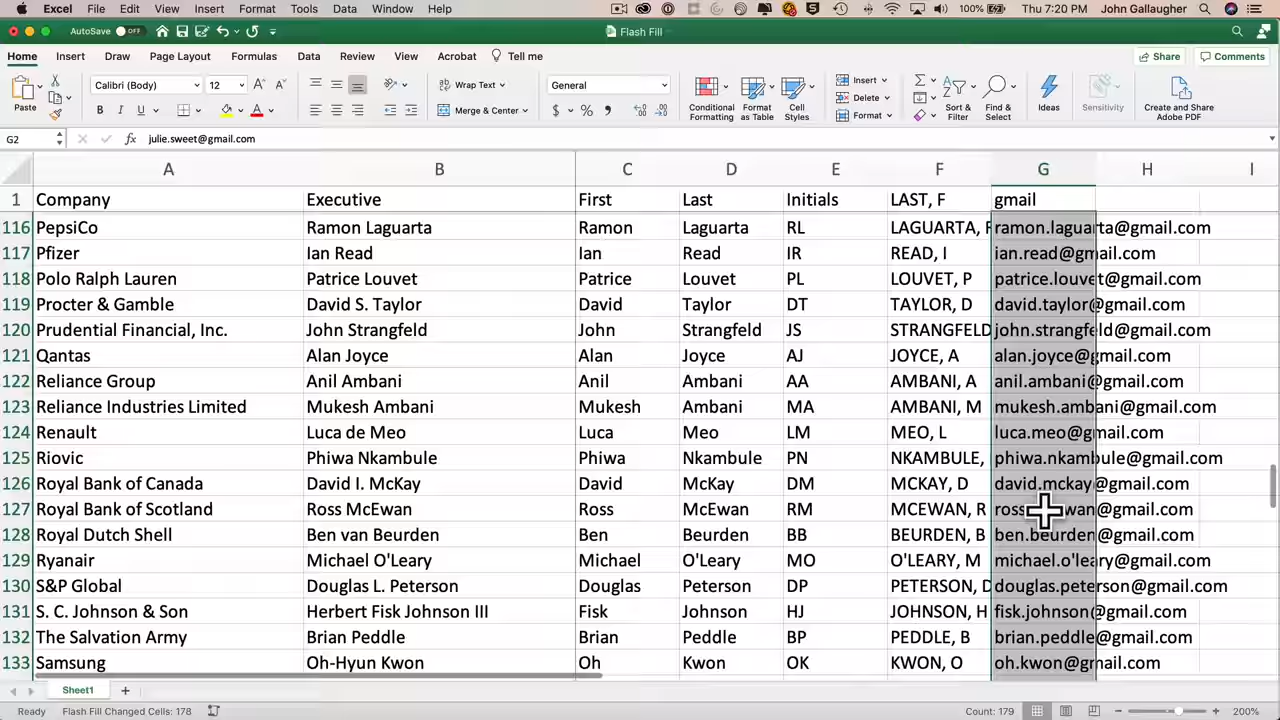 Excel File Edit View Insert Format Tools Data Window Help 100% Thu 7:20 PM John Gallaugher
AutoSave OFF Flash Fill
Home Insert Draw Page Layout Formulas Data Review View Acrobat Tell me Share Comments
Paste Calibri (Body) 12 Wrap Text General Conditional Formatting Format as Table Cell Styles Insert Sort & Filter Find & Select Ideas Sensitivity Create and Share Adobe PDF
B I U Merge & Center $ % Delete
Format
G2 fx julie.sweet@gmail.com
A B C D E F G H I
1 Company Executive First Last Initials LAST, F gmail
116 PepsiCo Ramon Laguarta Ramon Laguarta RL LAGUARTA, ramon.laguarta@gmail.com
117 Pfizer Ian Read Ian Read IR READ, I ian.read@gmail.com
118 Polo Ralph Lauren Patrice Louvet Patrice Louvet PL LOUVET, P patrice.louvet@gmail.com
119 Procter & Gamble David S. Taylor David Taylor DT TAYLOR, D david.taylor@gmail.com
120 Prudential Financial, Inc. John Strangfeld John Strangfeld JS STRANGFELD john.strangfeld@gmail.com
121 Qantas Alan Joyce Alan Joyce AJ JOYCE, A alan.joyce@gmail.com
122 Reliance Group Anil Ambani Anil Ambani AA AMBANI, A anil.ambani@gmail.com
123 Reliance Industries Limited Mukesh Ambani Mukesh Ambani MA AMBANI, M mukesh.ambani@gmail.com
124 Renault Luca de Meo Luca Meo LM MEO, L luca.meo@gmail.com
125 Riovic Phiwa Nkambule Phiwa Nkambule PN NKAMBULE, phiwa.nkambule@gmail.com
126 Royal Bank of Canada David I. McKay David McKay DM MCKAY, D david.mckay@gmail.com
127 Royal Bank of Scotland Ross McEwan Ross McEwan RM MCEWAN, R
128 Royal Dutch Shell Ben van Beurden Ben Beurden BB BEURDEN, B ben.beurden@gmail.com
129 Ryanair Michael O'Leary Michael O'Leary MO O'LEARY, M michael.o'leary@gmail.com
130 S&P Global Douglas L. Peterson Douglas Peterson DP PETERSON, D douglas.peterson@gmail.com
131 S. C. Johnson & Son Herbert Fisk Johnson III Fisk Johnson HJ JOHNSON, H fisk.johnson@gmail.com
132 The Salvation Army Brian Peddle Brian Peddle BP PEDDLE, B brian.peddle@gmail.com
133 Samsung Oh-Hyun Kwon Oh Kwon OK KWON, O oh.kwon@gmail.com
Sheet1 +
Ready Flash Fill Changed Cells: 178 Count: 179 200%